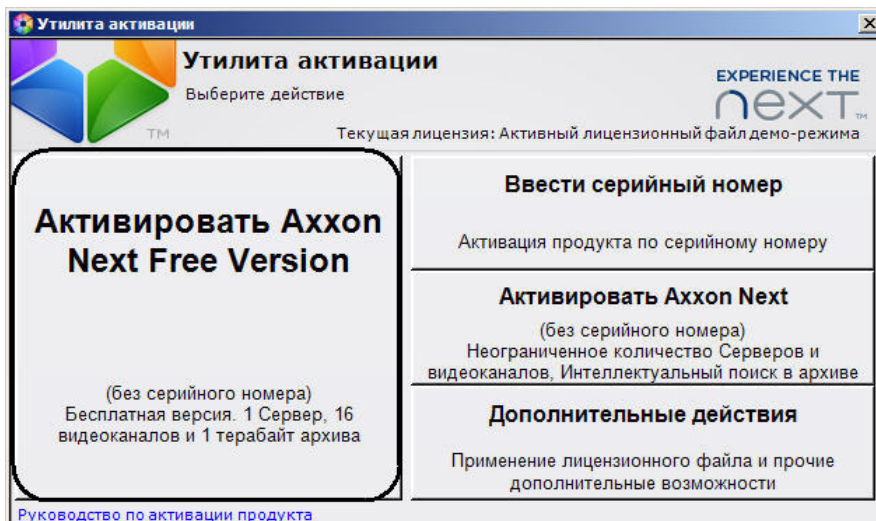 Утилита активации
Утилита активации
Выберите действие
EXPERIENCE THE
next™
TM
Текущая лицензия: Активный лицензионный файл демо-режима
Активировать Axxon
Next Free Version
(без серийного номера)
Бесплатная версия. 1 Сервер, 16
видеоканалов и 1 терабайт архива
Ввести серийный номер
Активация продукта по серийному номеру
Активировать Axxon Next
(без серийного номера)
Неограниченное количество Серверов и
видеоканалов, Интеллектуальный поиск в архиве
Дополнительные действия
Применение лицензионного файла и прочие
дополнительные возможности
Руководство по активации продукта